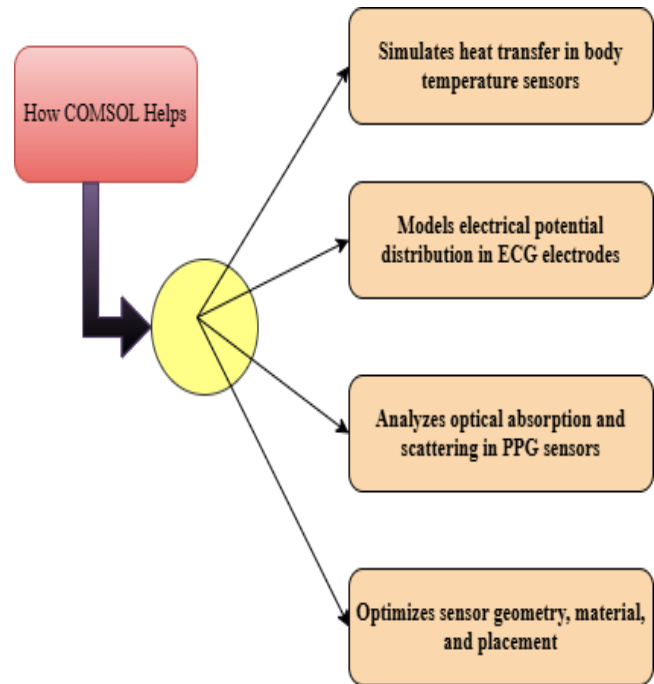 How COMSOL Helps
Simulates heat transfer in body
temperature sensors
Models electrical potential
distribution in ECG electrodes
Analyzes optical absorption and
scattering in PPG sensors
Optimizes sensor geometry, material,
and placement